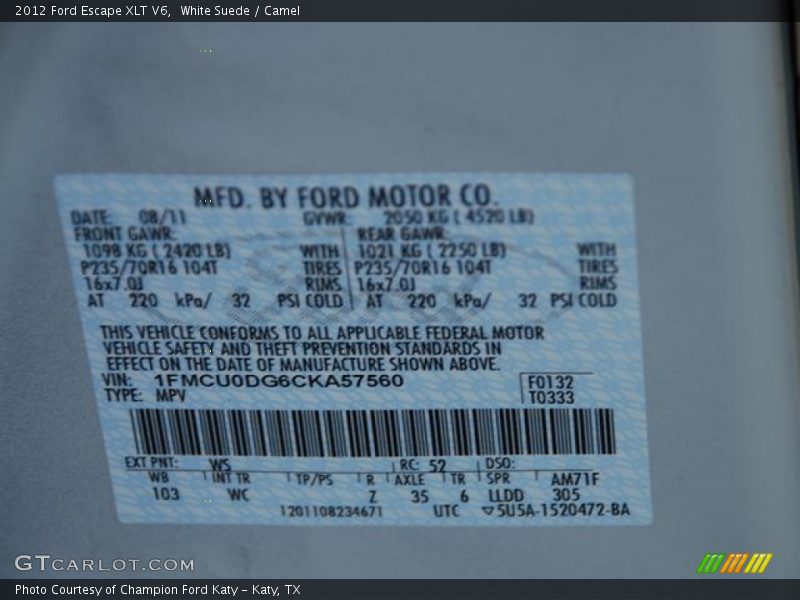 2012 Ford Escape XLT V6,  White Suede / Camel
MFD. BY FORD MOTOR CO.
DATE: 08/11 GVWR: 2050 KG ( 4520 LB)
FRONT GAWR: REAR GAWR:
1098 KG ( 2420 LB) WITH 1021 KG ( 2250 LB) WITH
P235/70R16 104T TIRES P235/70R16 104T TIRES
16x7.0J RIMS 16x7.0J RIMS
AT 220 kPa/ 32 PSI COLD AT 220 kPa/ 32 PSI COLD
THIS VEHICLE CONFORMS TO ALL APPLICABLE FEDERAL MOTOR
VEHICLE SAFETY AND THEFT PREVENTION STANDARDS IN
EFFECT ON THE DATE OF MANUFACTURE SHOWN ABOVE.
VIN: 1FMCU0DG6CKA57560 F0132
TYPE: MPV T0333
EXT PNT: WS RC: 52 DSO:
WB INT TR TP/PS R AXLE TR SPR AM71F
103 WC Z 35 6 LLDD 305
1201108234671 UTC ▽5U5A-1520472-BA
GTCARLOT.COM
Photo Courtesy of Champion Ford Katy – Katy, TX